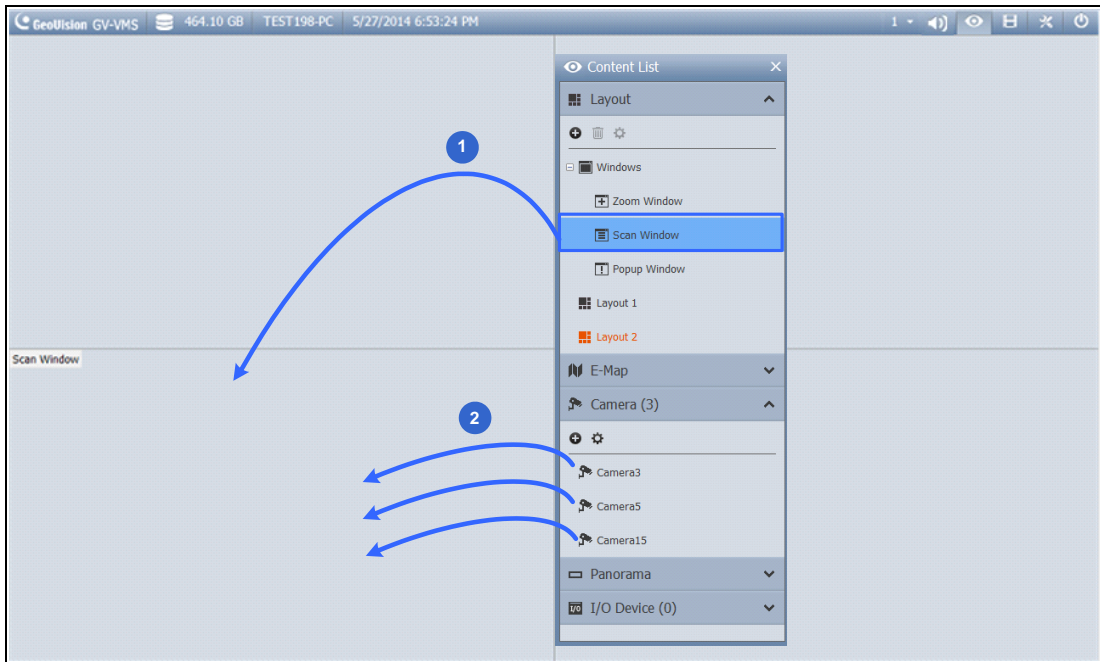 GeoVision GV-VMS 464.10 GB TEST198-PC 5/27/2014 6:53:24 PM 1
Content List
Layout
1
Windows
Zoom Window
Scan Window
Popup Window
Layout 1
Layout 2
Scan Window
E-Map
Camera (3)
2
Camera3
Camera5
Camera15
Panorama
I/O Device (0)